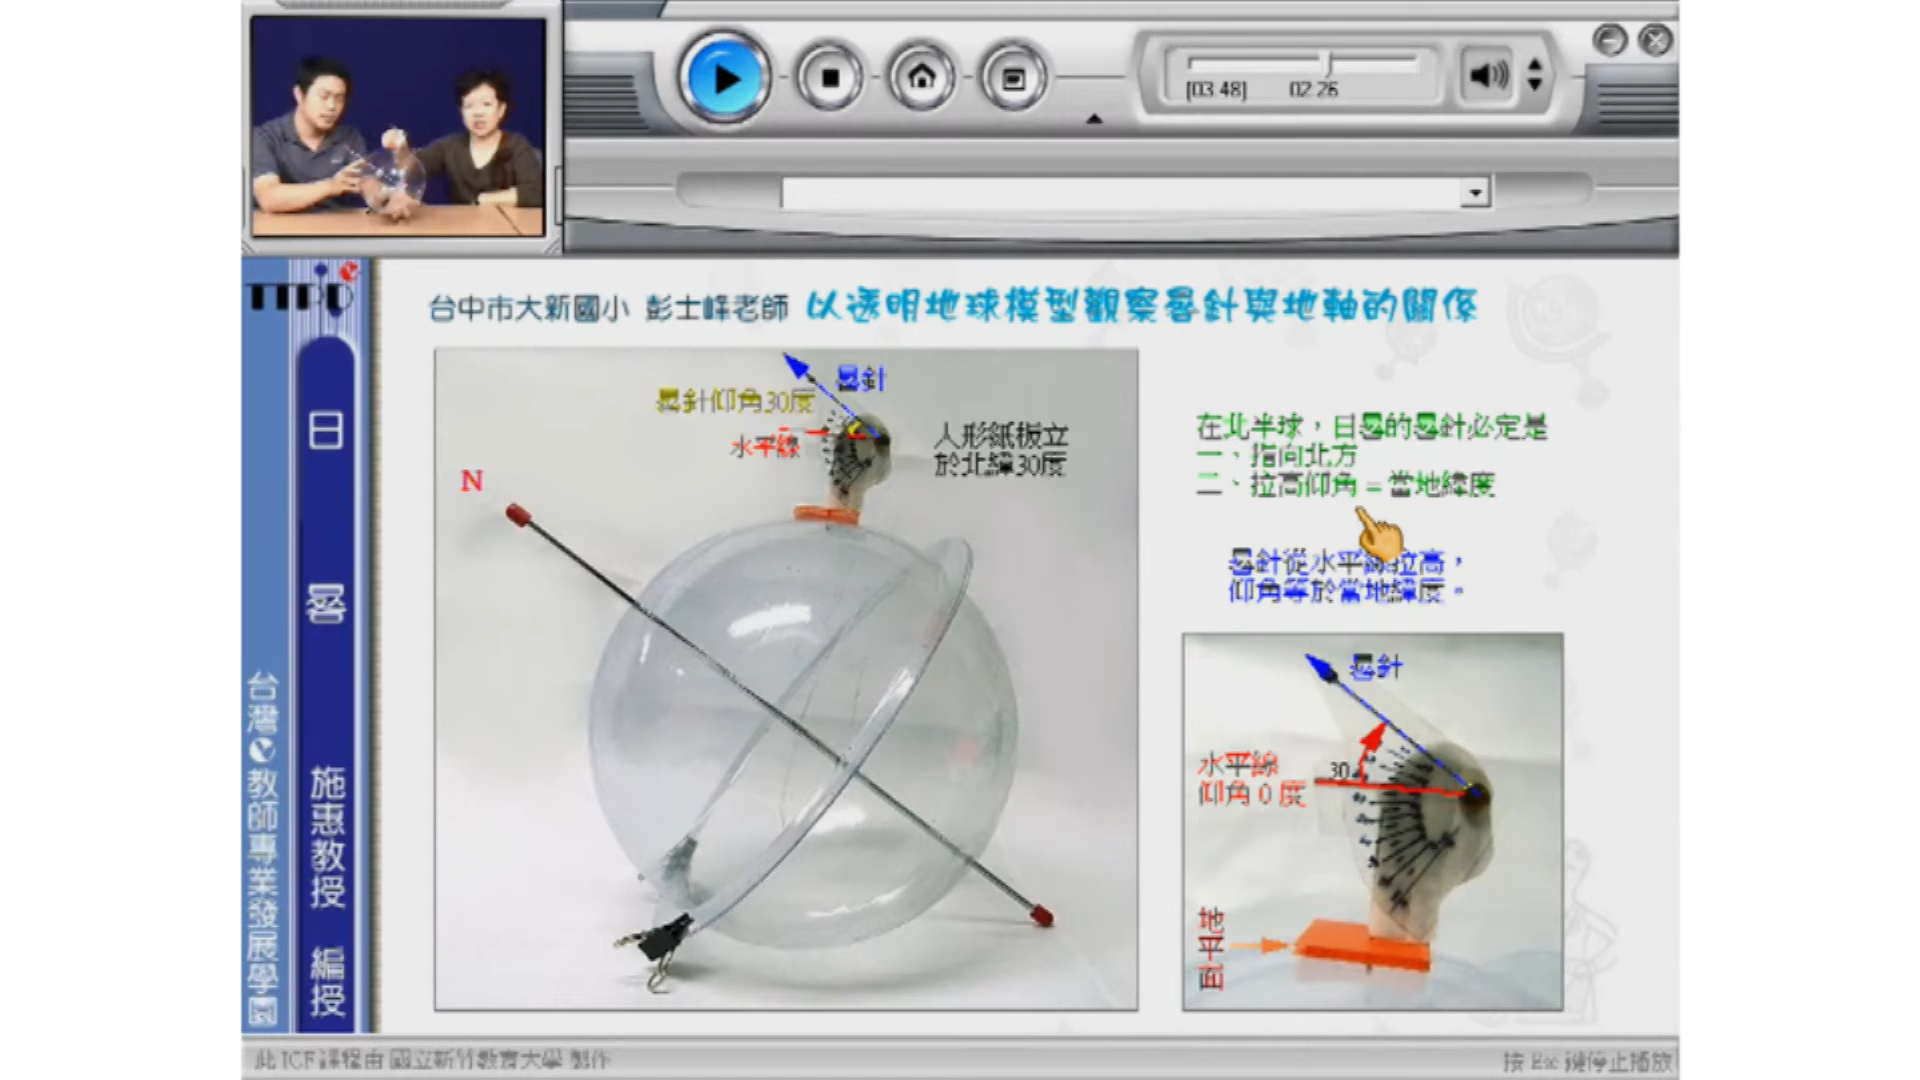 [03:48] 02:26
台中市大新國小 彭士峰老師 以透明地球模型觀察晷針與地軸的關係
日晷
施惠教授 編授
台灣教師專業發展學園
晷針
晷針仰角30度
水平線
人形紙板立
於北緯30度
N
在北半球，日晷的晷針必定是
一、指向北方
二、拉高仰角=當地緯度
晷針從水平線拉高，
仰角等於當地緯度。
晷針
水平線
仰角0度
30
地平面
此 ICF 課程由 國立新竹教育大學 製作
按 Esc 鍵停止播放